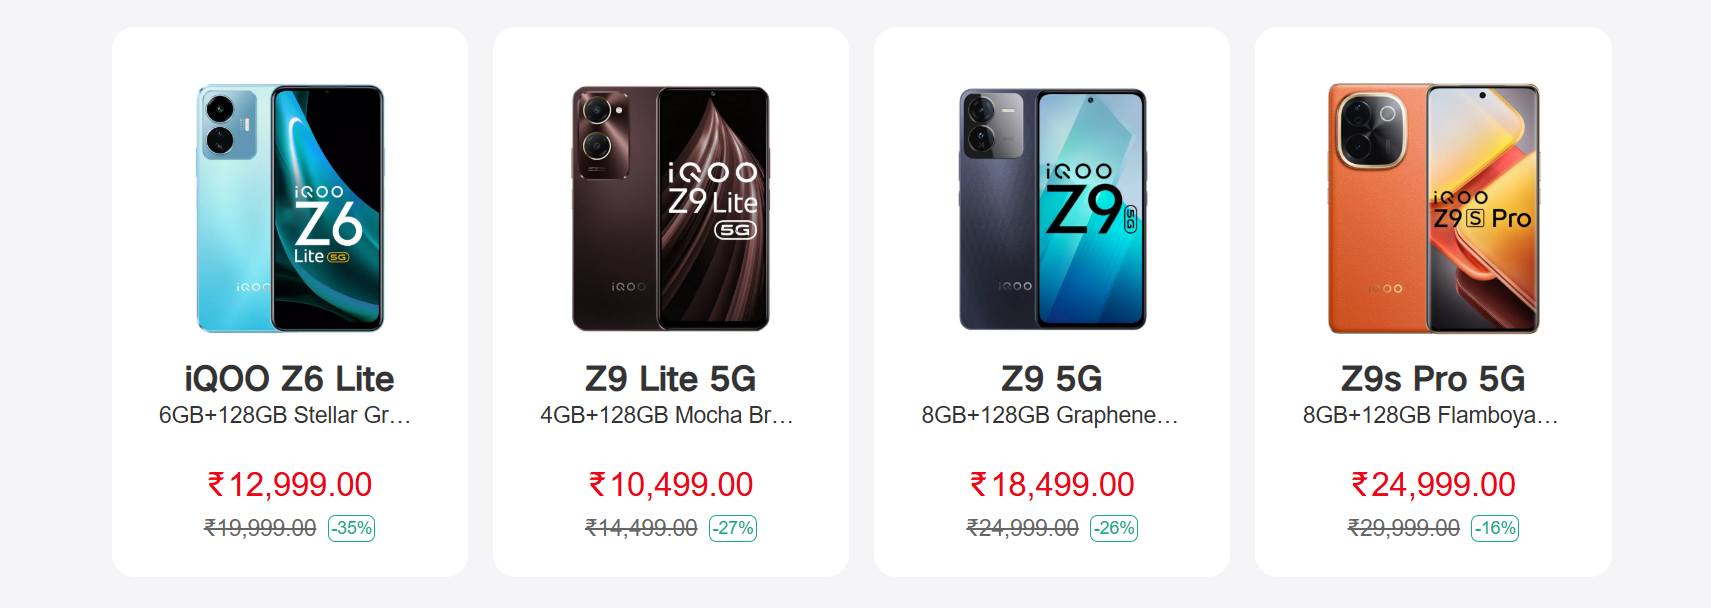 iQOO
Z6
Lite 5G
iQOO
iQOO Z6 Lite
6GB+128GB Stellar Gr...
₹12,999.00
₹19,999.00 -35%
iQOO
Z9 Lite
5G
iQOO
Z9 Lite 5G
4GB+128GB Mocha Br...
₹10,499.00
₹14,499.00 -27%
iQOO
Z9 5G
iQOO
Z9 5G
8GB+128GB Graphene...
₹18,499.00
₹24,999.00 -26%
iQOO
Z9S Pro
iQOO
Z9s Pro 5G
8GB+128GB Flamboya...
₹24,999.00
₹29,999.00 -16%